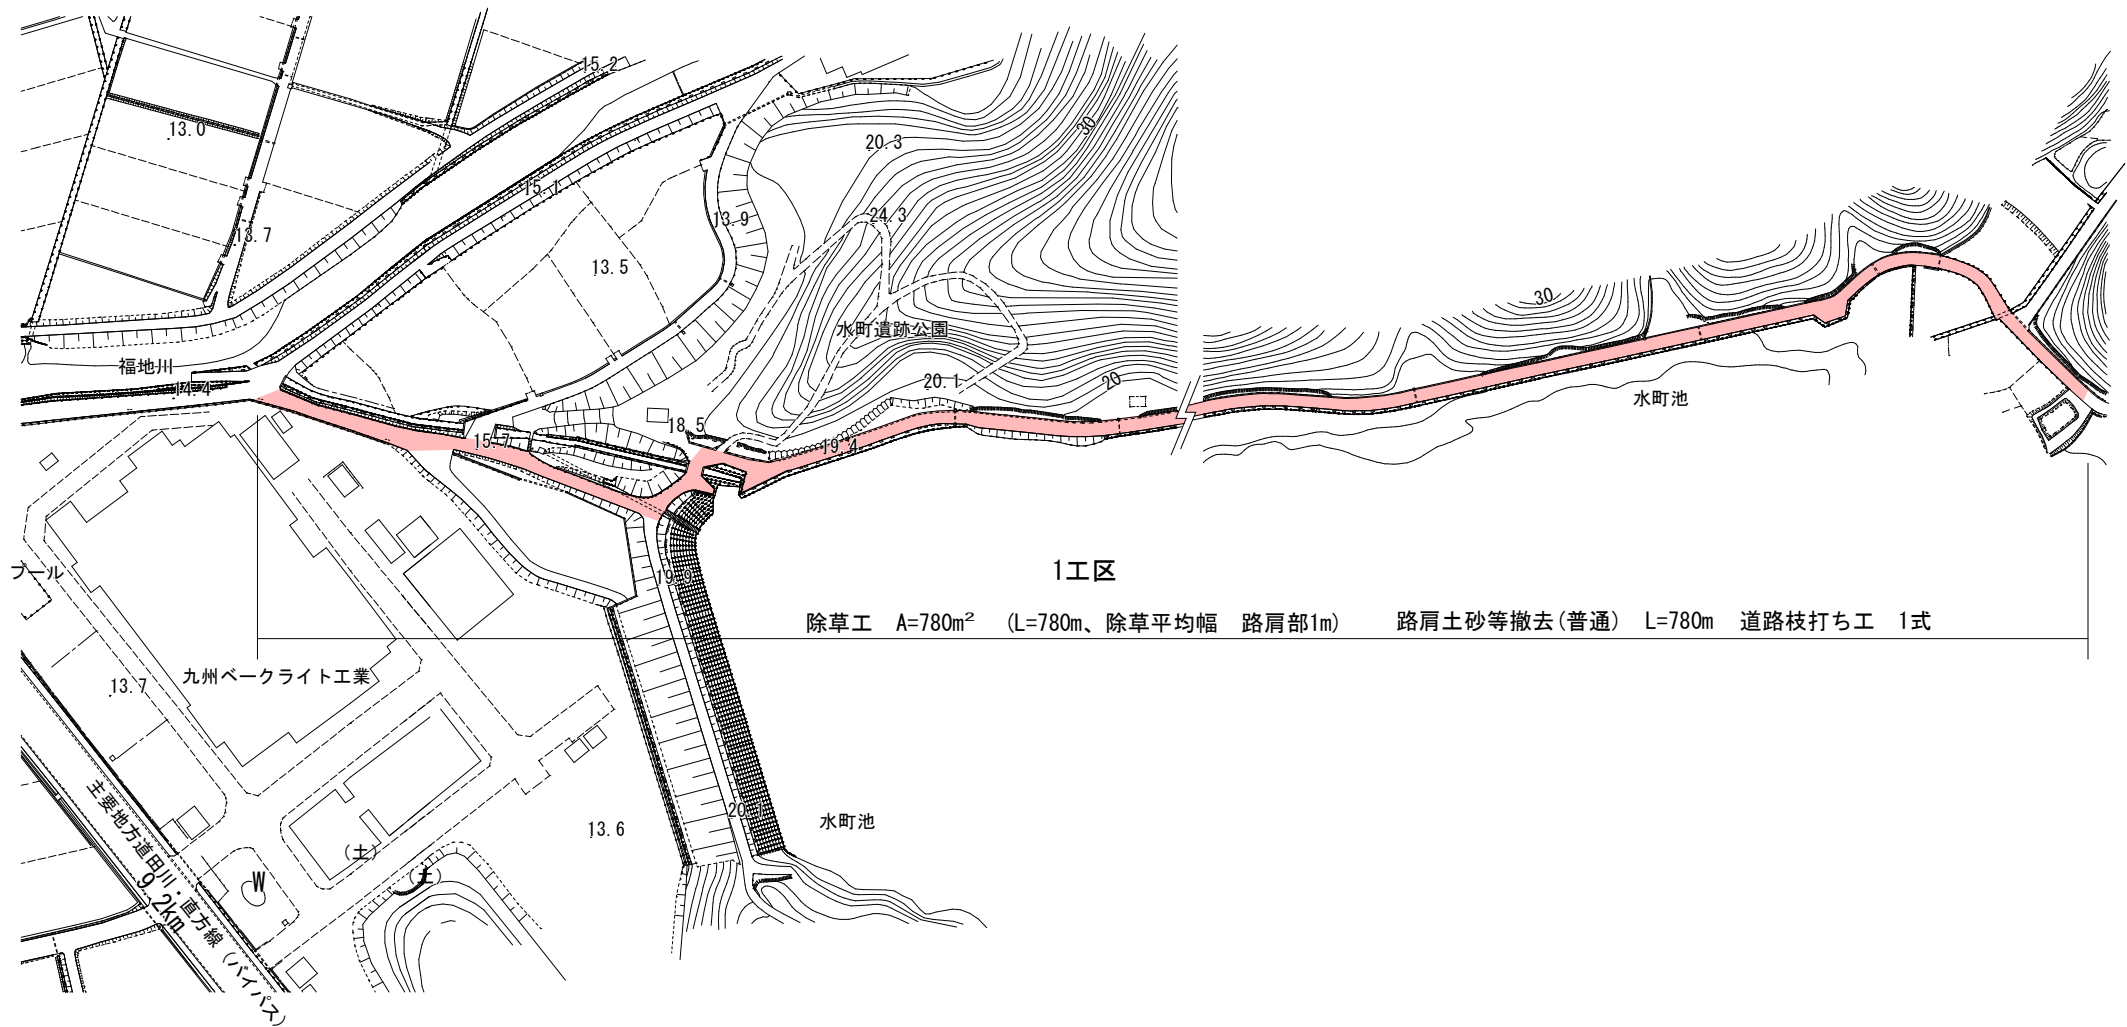 15.2
13.0
20.3
30
15.1
13.9
24.3
13.7
13.5
30
水町遺跡公園
福地川
14.4
20.1
20
水町池
18.5
15.7
19.4
1工区
プール
19.9
除草工 A=780m² (L=780m、除草平均幅 路肩部1m) 路肩土砂等撤去(普通) L=780m 道路枝打ち工 1式
九州ベークライト工業
13.7
主要地方道田川・直方線(バイパス)
9.2km
20.7
13.6
水町池
(土)
(土)
W